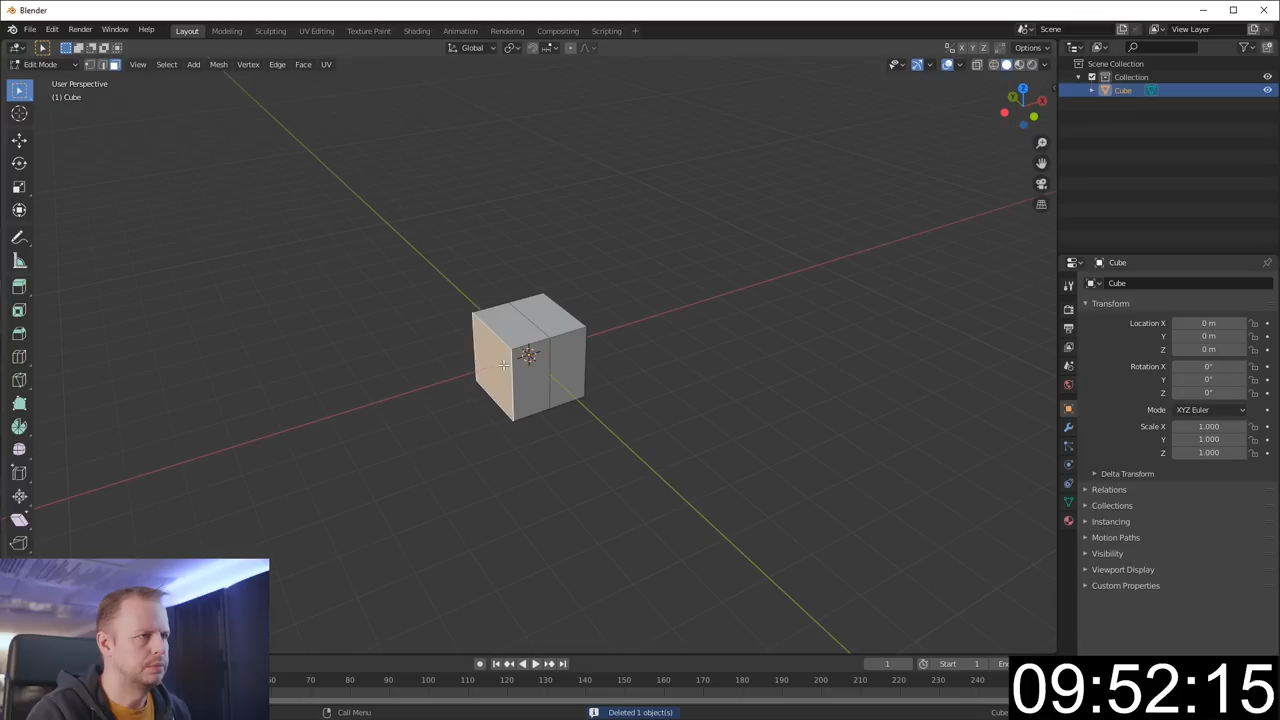 Blender
File Edit Render Window Help
Layout Modeling Sculpting UV Editing Texture Paint Shading Animation Rendering Compositing Scripting +
Scene
View Layer
Global
X Y Z
Options
Edit Mode
View Select Add Mesh Vertex Edge Face UV
User Perspective
(1) Cube
Z
X
Y
Scene Collection
Collection
Cube
Cube
Cube
Transform
Location X 0 m
Y 0 m
Z 0 m
Rotation X 0°
Y 0°
Z 0°
Mode XYZ Euler
Scale X 1.000
Y 1.000
Z 1.000
Delta Transform
Relations
Collections
Instancing
Motion Paths
Visibility
Viewport Display
Custom Properties
1
Start 1
70 80 90 100 110 120 130 140 150 160 170 180 190 200 210 220 230 240
Call Menu
Deleted 1 object(s)
09:52:15